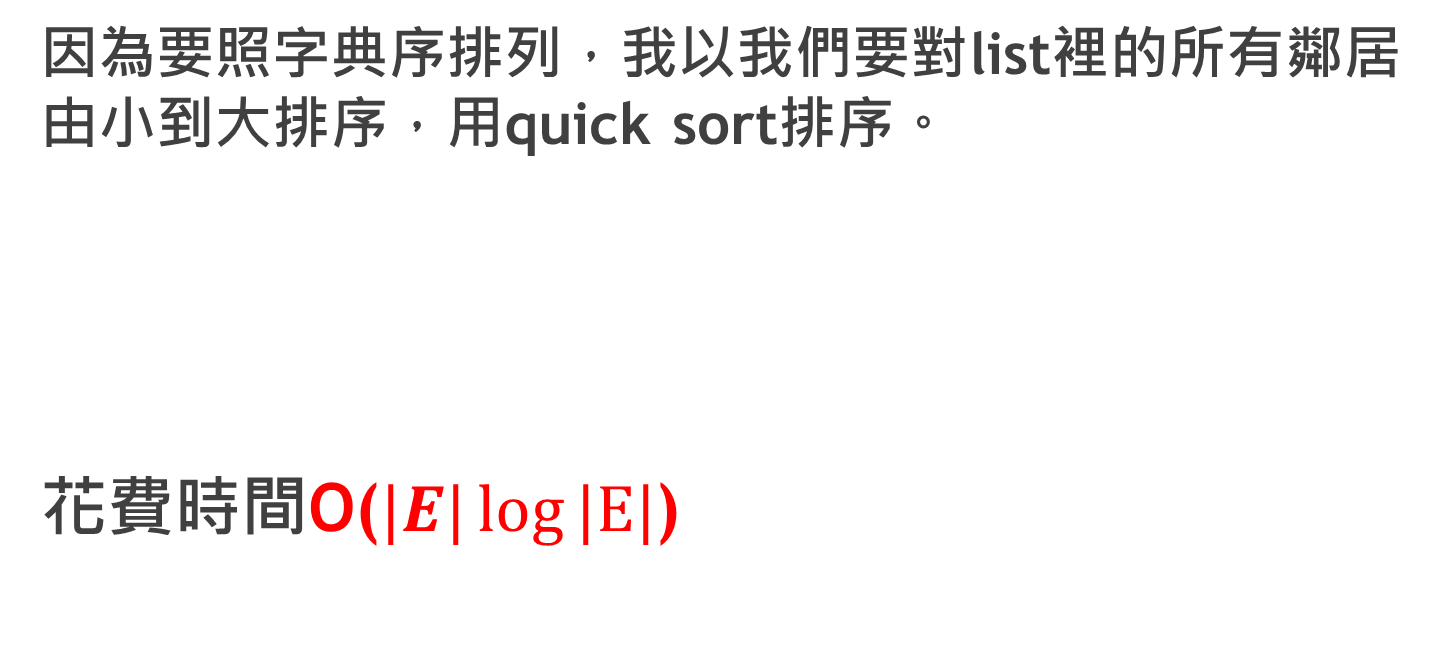 因為要照字典序排列，我以我們要對list裡的所有鄰居
由小到大排序，用quick sort排序。
花費時間O(|E| log |E|)